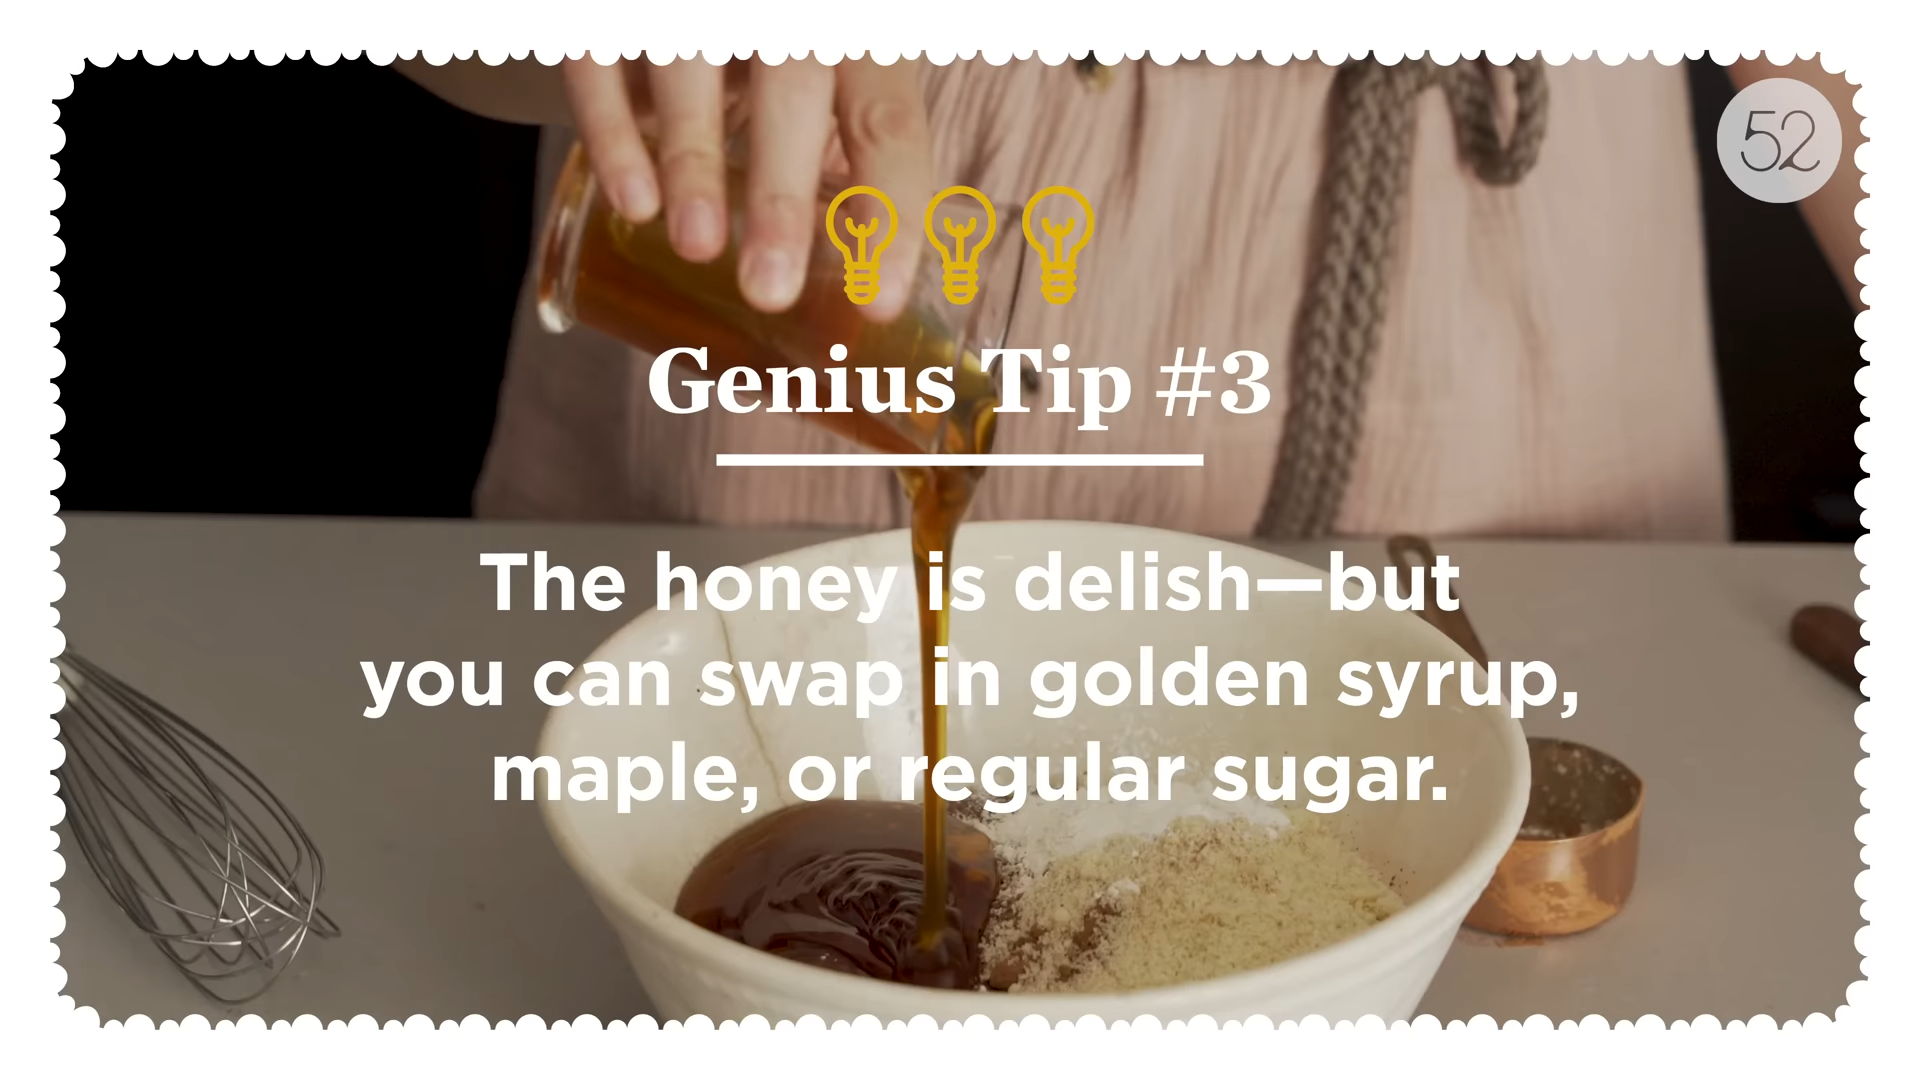 52
Genius Tip #3
The honey is delish—but
you can swap in golden syrup,
maple, or regular sugar.